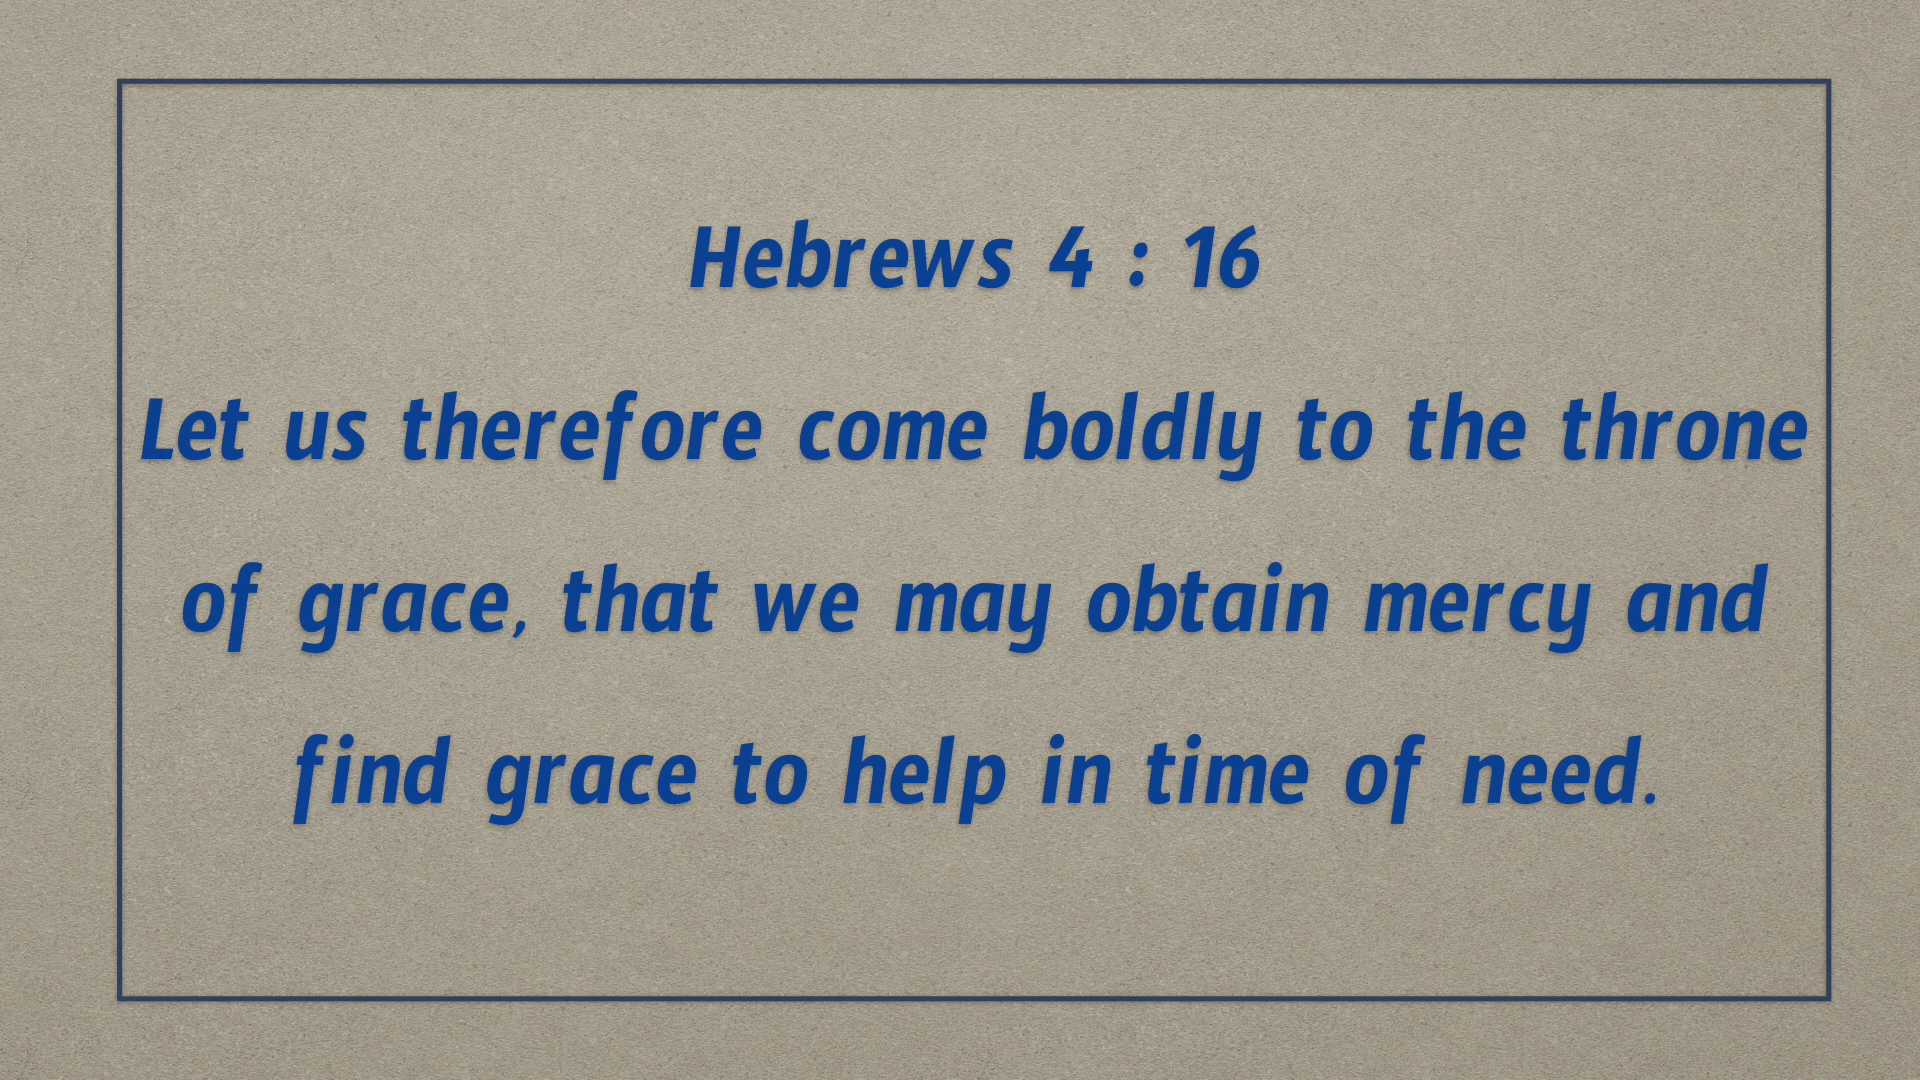 Hebrews 4 : 16
Let us therefore come boldly to the throne
of grace, that we may obtain mercy and
find grace to help in time of need.